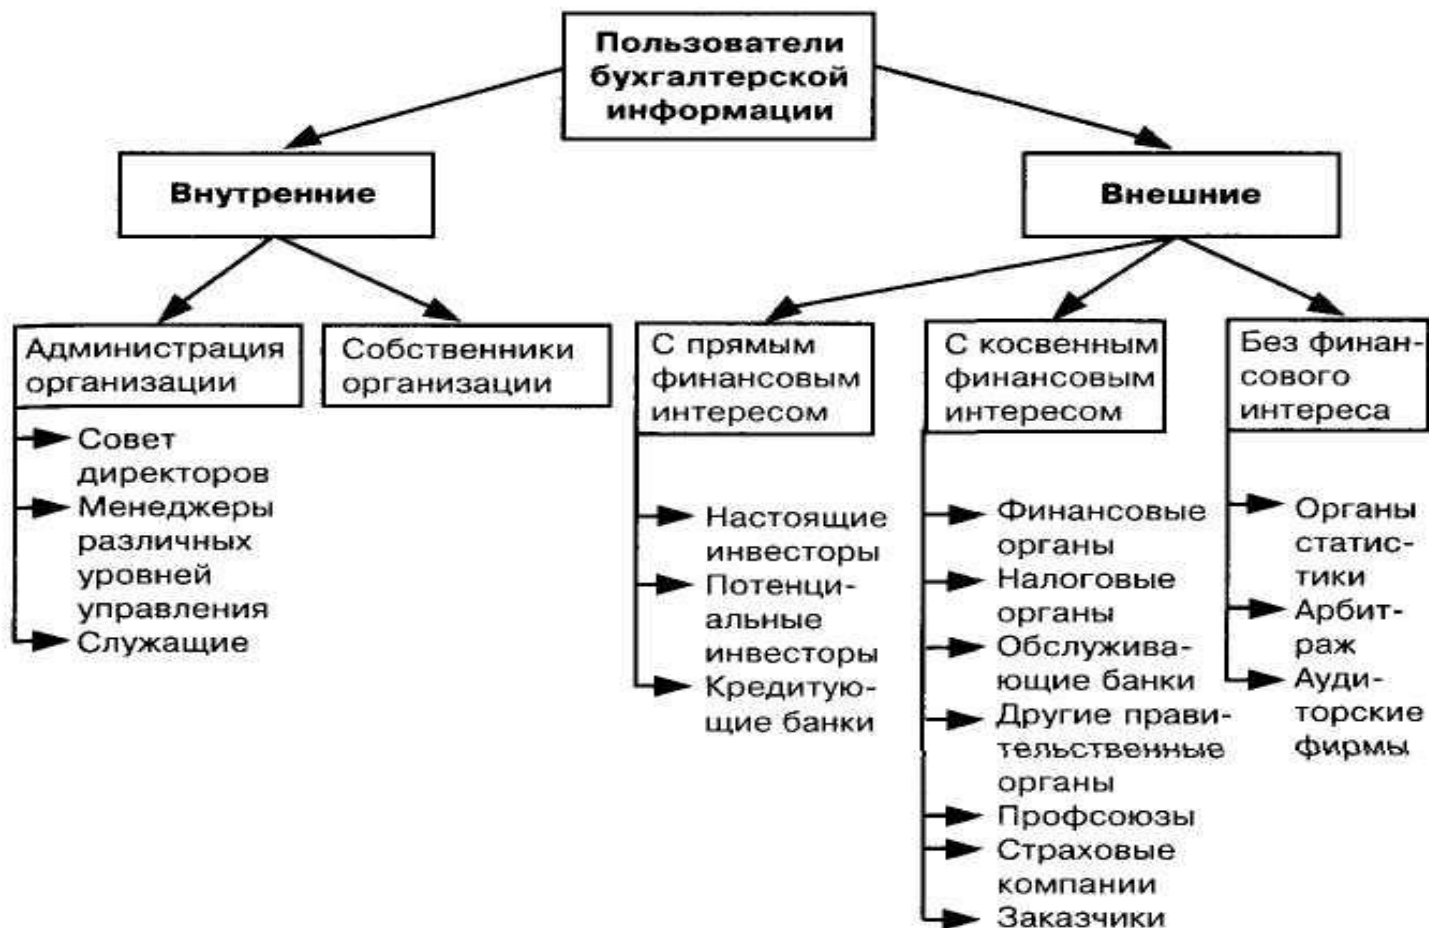 Пользователи
бухгалтерской
информации
Внутренние
Внешние
Администрация
организации
Собственники
организации
С прямым
финансовым
интересом
С косвенным
финансовым
интересом
Без финан-
сового
интереса
Совет
директоров
Менеджеры
различных
уровней
управления
Служащие
Настоящие
инвесторы
Потенци-
альные
инвесторы
Кредитую-
щие банки
Финансовые
органы
Налоговые
органы
Обслужива-
ющие банки
Другие прави-
тельственные
органы
Профсоюзы
Страховые
компании
Заказчики
Органы
статис-
тики
Арбит-
раж
Ауди-
торские
фирмы